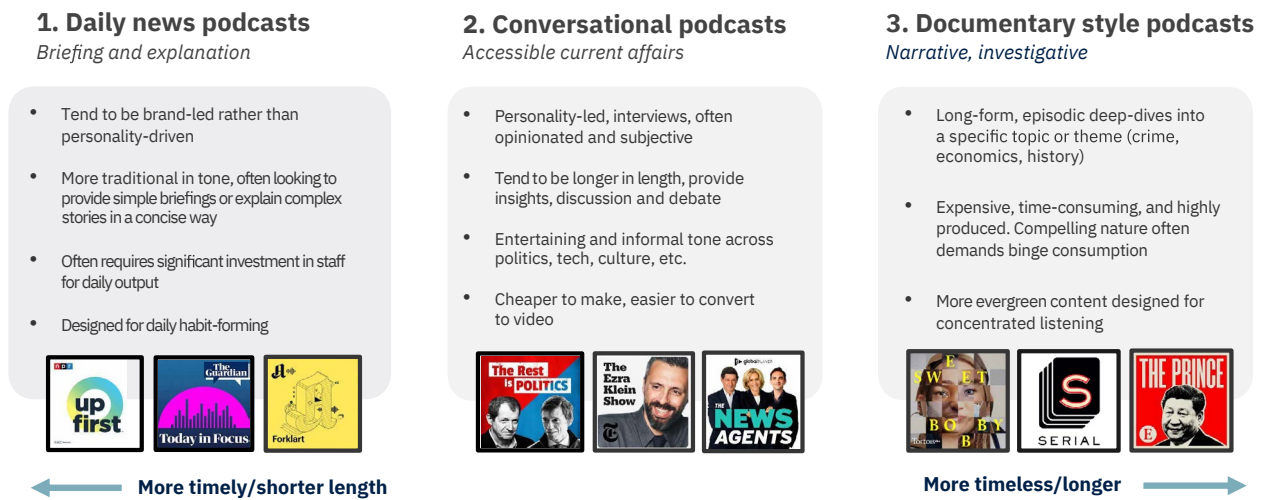 1. Daily news podcasts
Briefing and explanation
• Tend to be brand-led rather than
personality-driven
• More traditional in tone, often looking to
provide simple briefings or explain complex
stories in a concise way
• Often requires significant investment in staff
for daily output
• Designed for daily habit-forming
npr
up
first
The
Guardian
Today in Focus
Forklart
More timely/shorter length
2. Conversational podcasts
Accessible current affairs
• Personality-led, interviews, often
opinionated and subjective
• Tend to be longer in length, provide
insights, discussion and debate
• Entertaining and informal tone across
politics, tech, culture, etc.
• Cheaper to make, easier to convert
to video
The Rest
IS POLITICS
The
Ezra
Klein
Show
T
global PLAYER
THE
NEWS
AGENTS
3. Documentary style podcasts
Narrative, investigative
• Long-form, episodic deep-dives into
a specific topic or theme (crime,
economics, history)
• Expensive, time-consuming, and highly
produced. Compelling nature often
demands binge consumption
• More evergreen content designed for
concentrated listening
SWEET
BOBBY
tortoise
S
SERIAL
THE PRINCE
E
More timeless/longer